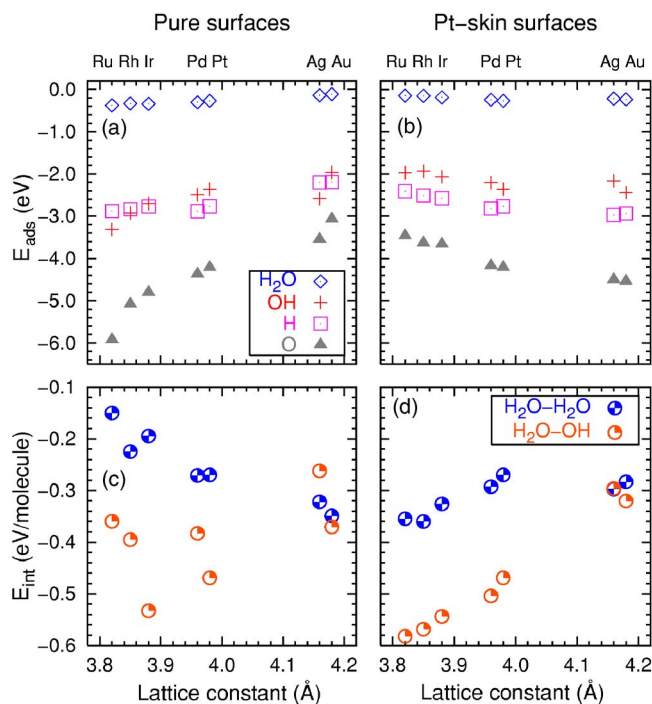 Pure surfaces
Pt-skin surfaces
Ru Rh Ir Pd Pt Ag Au
Ru Rh Ir Pd Pt Ag Au
0.0
-1.0
-2.0
-3.0
-4.0
-5.0
-6.0
E_ads (eV)
(a)
H₂O
OH
H
O
(b)
-0.1
-0.2
-0.3
-0.4
-0.5
-0.6
E_int (eV/molecule)
(c)
(d)
H₂O-H₂O
H₂O-OH
3.8 3.9 4.0 4.1 4.2
3.8 3.9 4.0 4.1 4.2
Lattice constant (Å)
Lattice constant (Å)